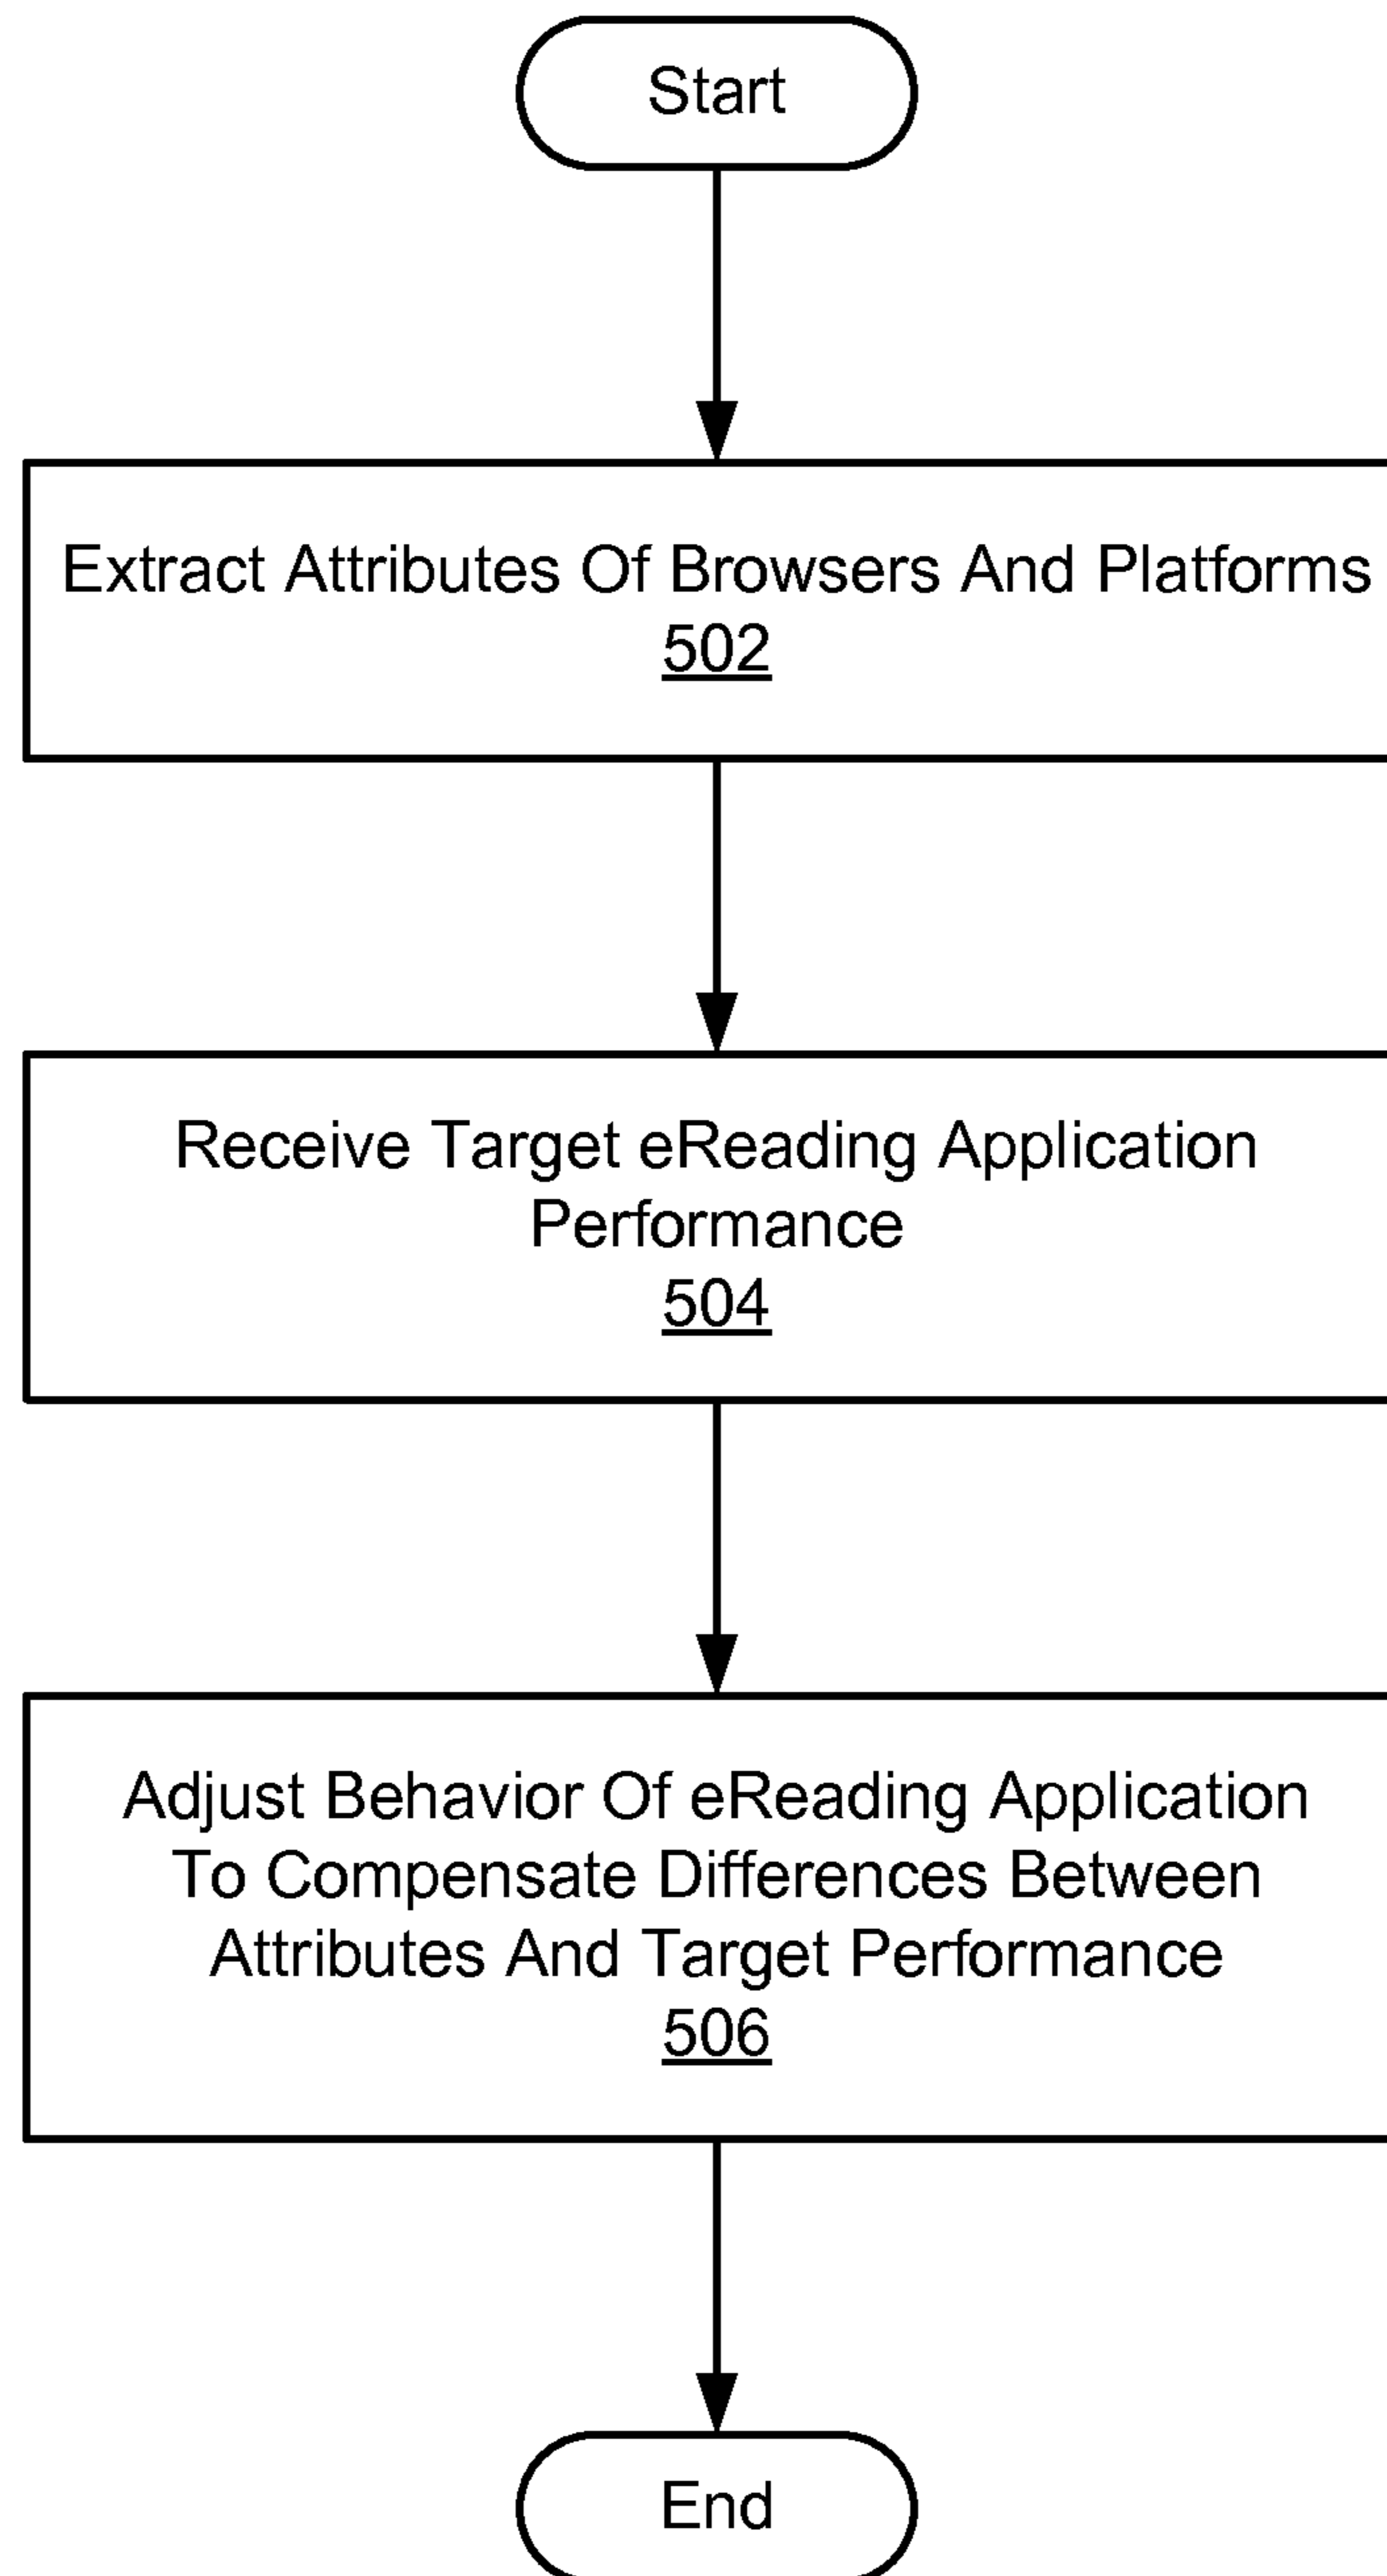 Start
Extract Attributes Of Browsers And Platforms
502
Receive Target eReading Application
Performance
504
Adjust Behavior Of eReading Application
To Compensate Differences Between
Attributes And Target Performance
506
End